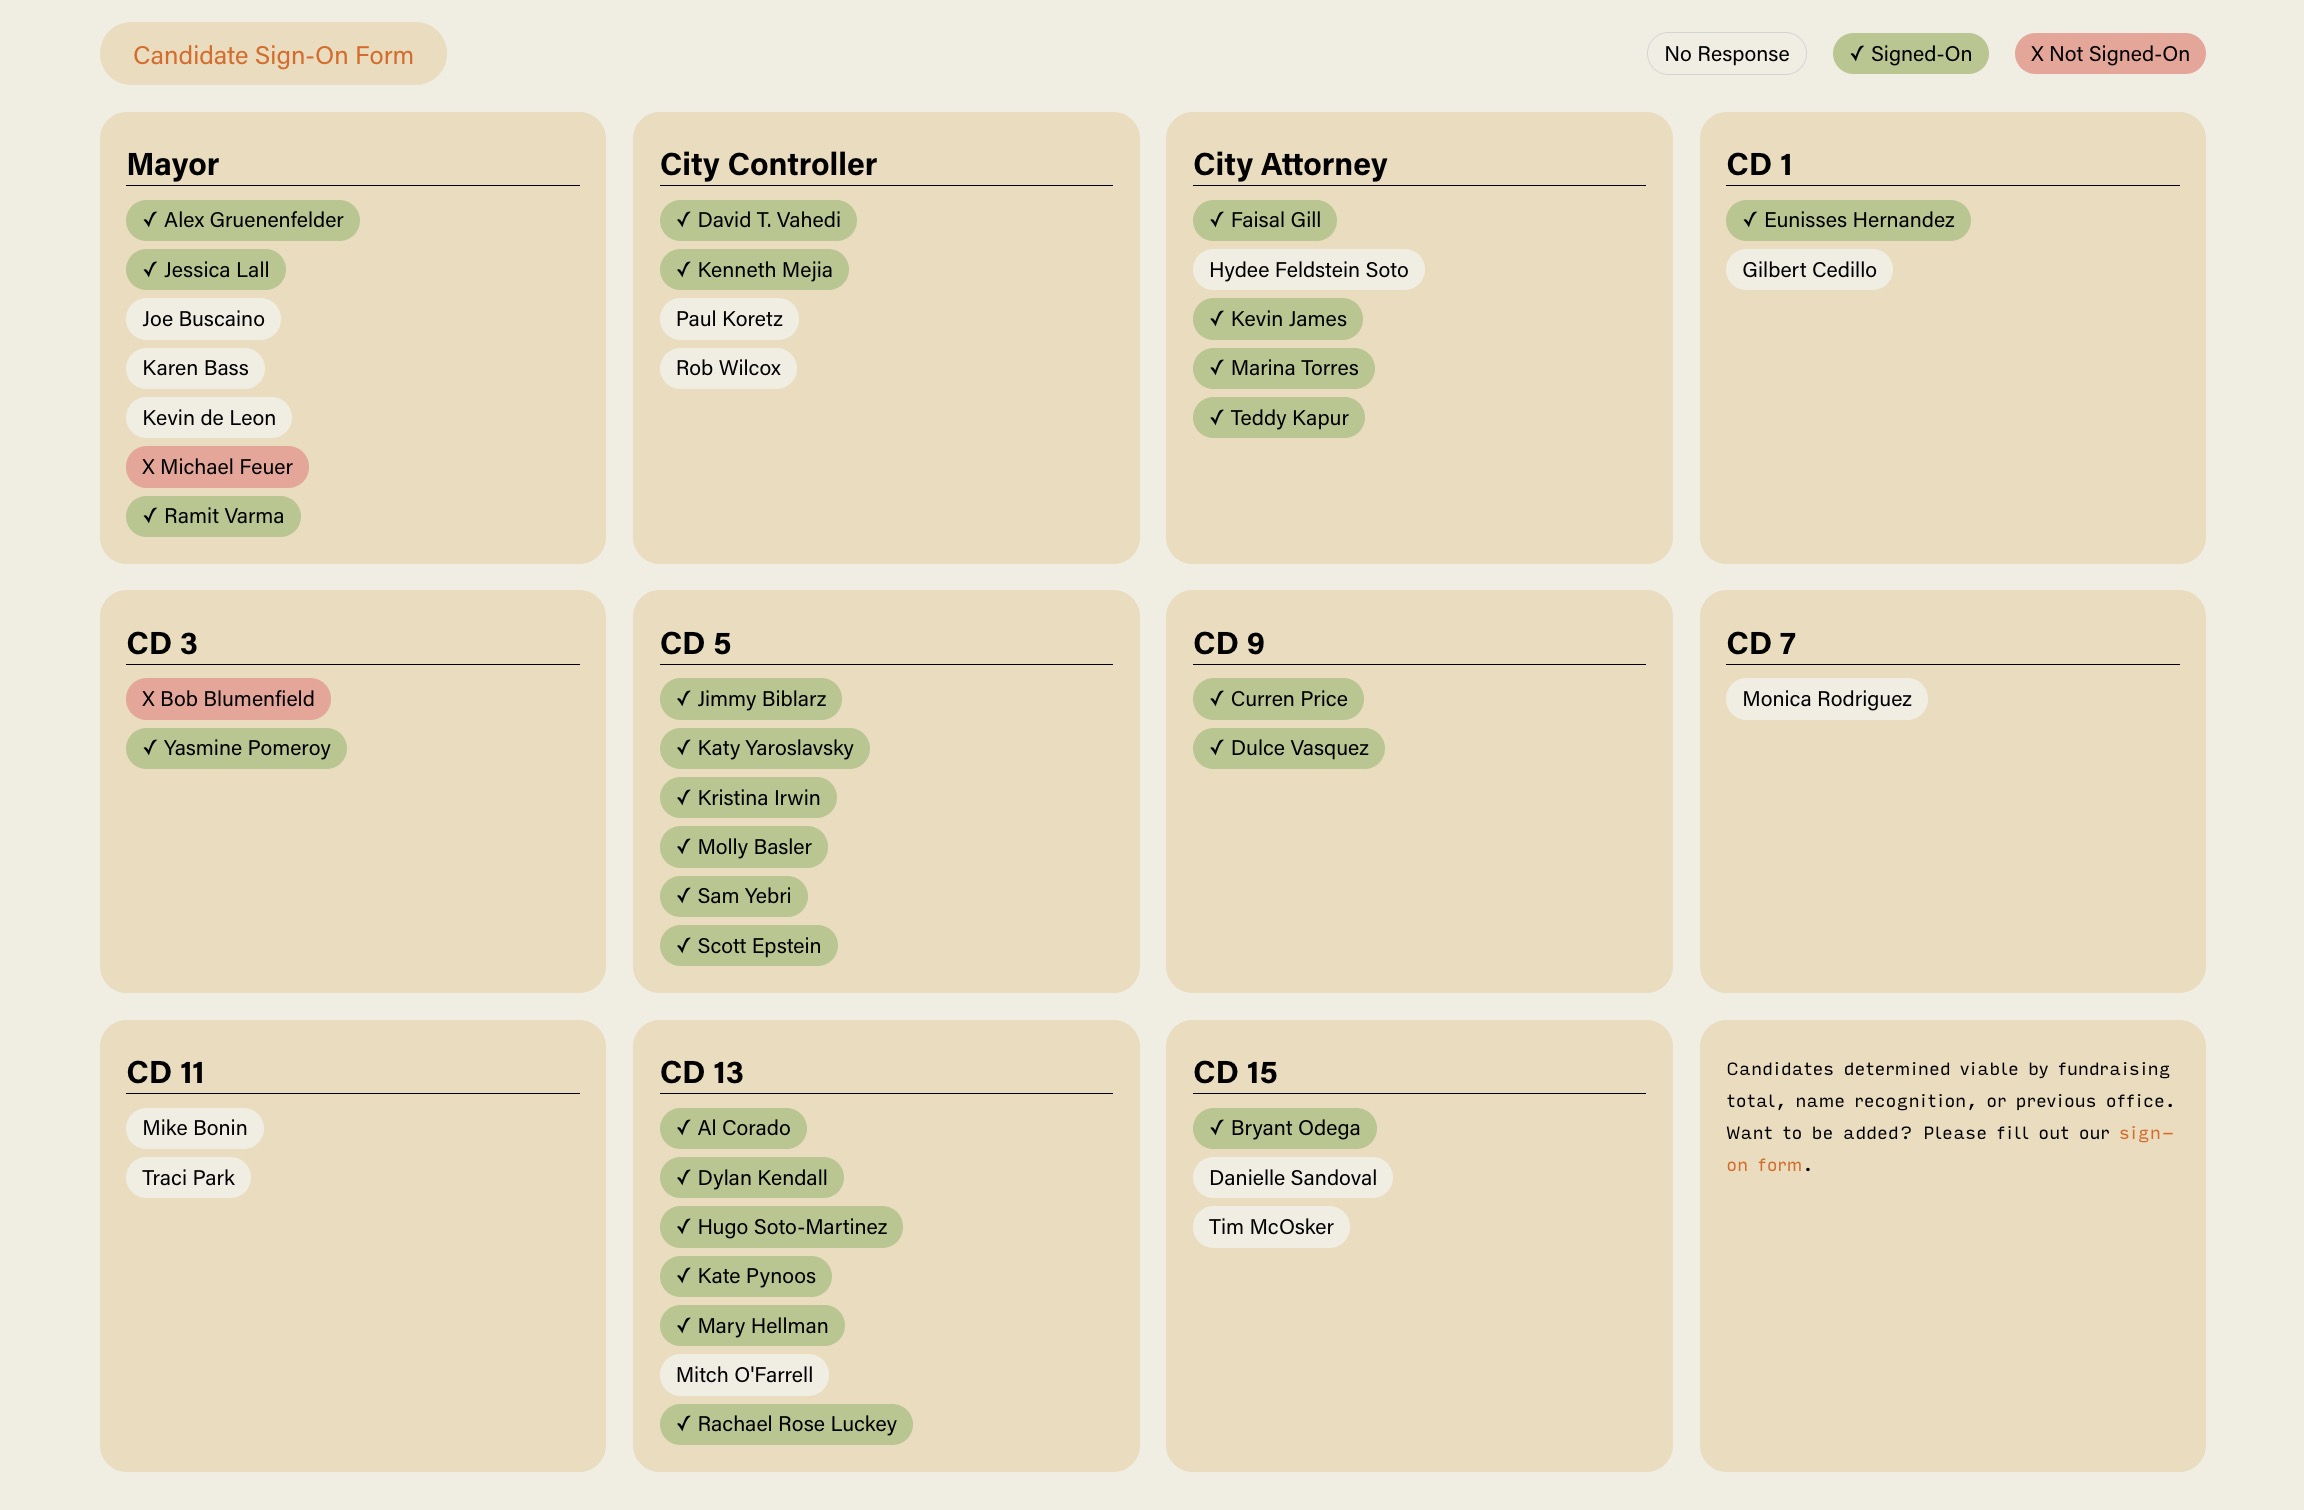 Candidate Sign-On Form
No Response
✓ Signed-On
X Not Signed-On
Mayor
✓ Alex Gruenenfelder
✓ Jessica Lall
Joe Buscaino
Karen Bass
Kevin de Leon
X Michael Feuer
✓ Ramit Varma
City Controller
✓ David T. Vahedi
✓ Kenneth Mejia
Paul Koretz
Rob Wilcox
City Attorney
✓ Faisal Gill
Hydee Feldstein Soto
✓ Kevin James
✓ Marina Torres
✓ Teddy Kapur
CD 1
✓ Eunisses Hernandez
Gilbert Cedillo
CD 3
X Bob Blumenfield
✓ Yasmine Pomeroy
CD 5
✓ Jimmy Biblarz
✓ Katy Yaroslavsky
✓ Kristina Irwin
✓ Molly Basler
✓ Sam Yebri
✓ Scott Epstein
CD 9
✓ Curren Price
✓ Dulce Vasquez
CD 7
Monica Rodriguez
CD 11
Mike Bonin
Traci Park
CD 13
✓ Al Corado
✓ Dylan Kendall
✓ Hugo Soto-Martinez
✓ Kate Pynoos
✓ Mary Hellman
Mitch O'Farrell
✓ Rachael Rose Luckey
CD 15
✓ Bryant Odega
Danielle Sandoval
Tim McOsker
Candidates determined viable by fundraising
total, name recognition, or previous office.
Want to be added? Please fill out our sign-
on form.